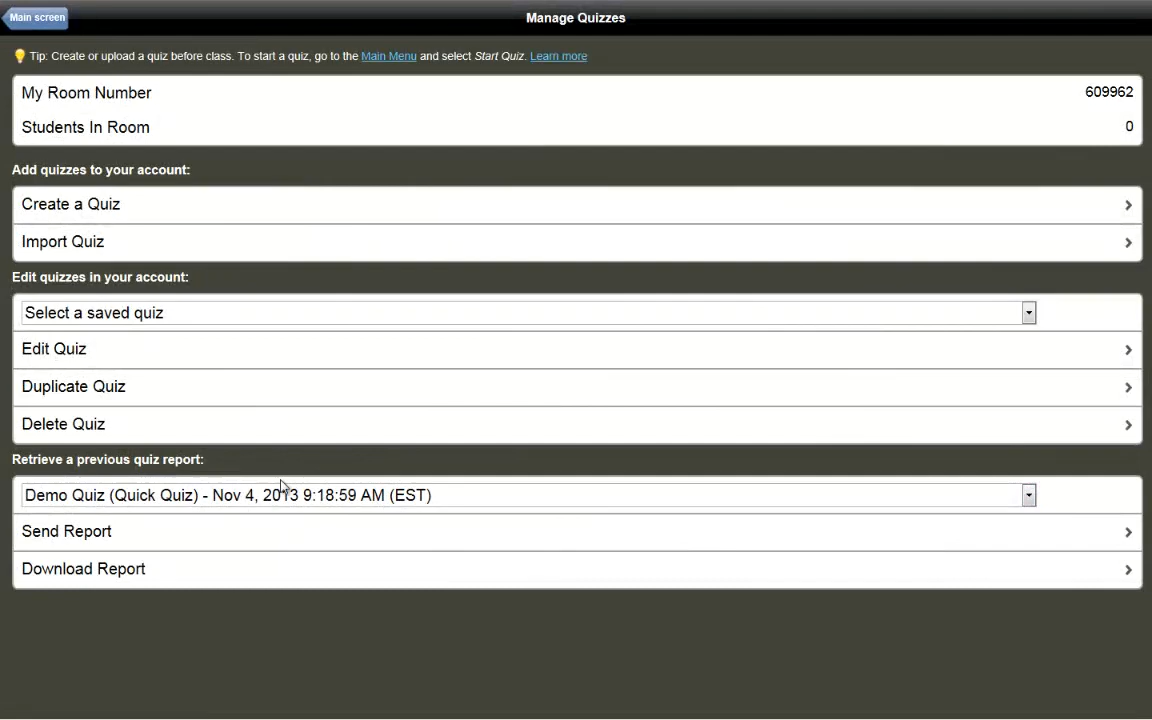 Main screen
Manage Quizzes
Tip: Create or upload a quiz before class. To start a quiz, go to the Main Menu and select Start Quiz. Learn more
My Room Number 609962
Students In Room 0
Add quizzes to your account:
Create a Quiz
Import Quiz
Edit quizzes in your account:
Select a saved quiz
Edit Quiz
Duplicate Quiz
Delete Quiz
Retrieve a previous quiz report:
Demo Quiz (Quick Quiz) - Nov 4, 2013 9:18:59 AM (EST)
Send Report
Download Report